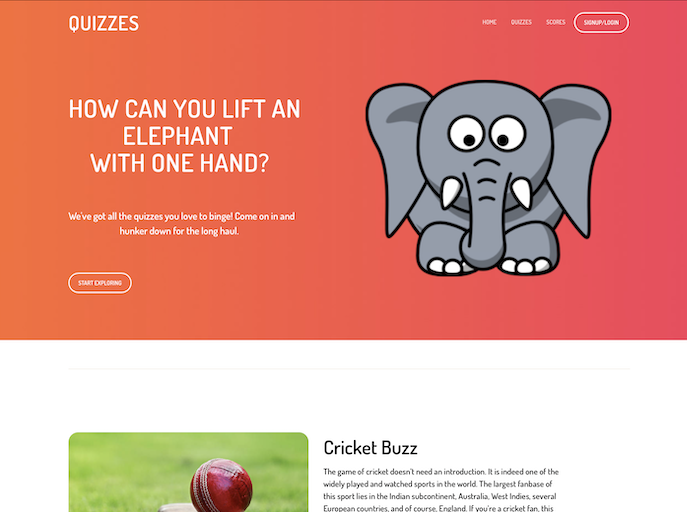 QUIZZES
HOME QUIZZES SCORES SIGNUP/LOGIN
HOW CAN YOU LIFT AN
ELEPHANT
WITH ONE HAND?
We've got all the quizzes you love to binge! Come on in and
hunker down for the long haul.
START EXPLORING
Cricket Buzz
The game of cricket doesn't need an introduction. It is indeed one of the
widely played and watched sports in the world. The largest fanbase of
this sport lies in the Indian subcontinent, Australia, West Indies, several
European countries, and of course, England. If you're a cricket fan, this